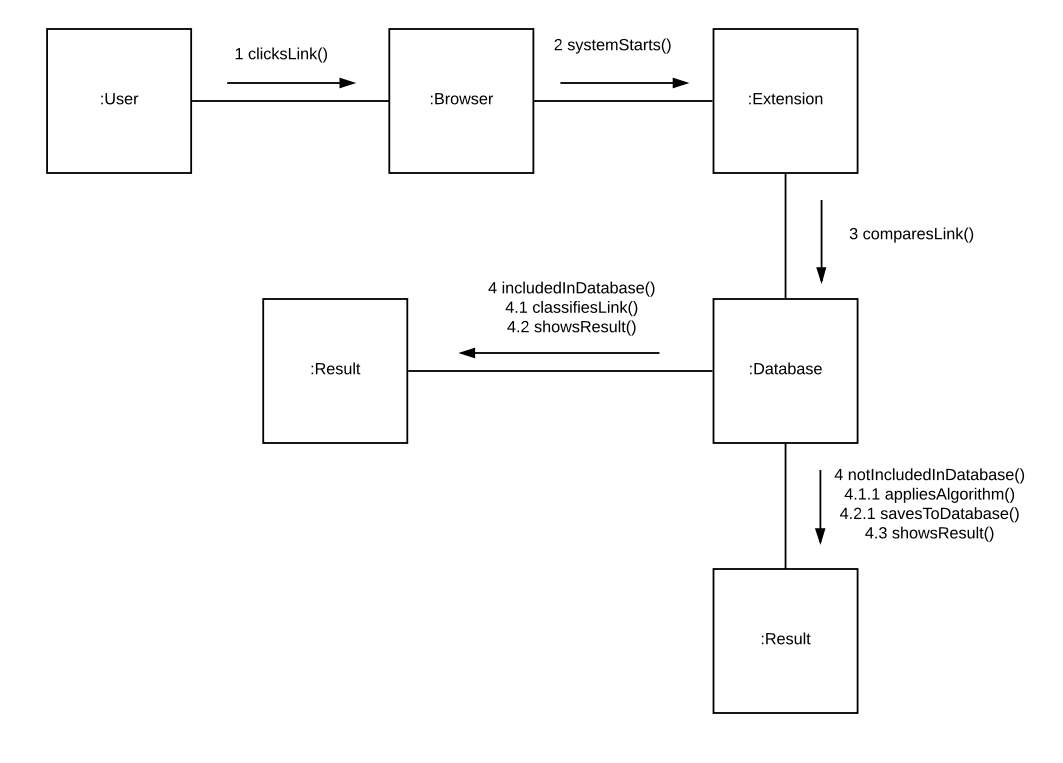 1 clicksLink()
2 systemStarts()
:User
:Browser
:Extension
3 comparesLink()
4 includedInDatabase()
4.1 classifiesLink()
4.2 showsResult()
:Result
:Database
4 notIncludedInDatabase()
4.1.1 appliesAlgorithm()
4.2.1 savesToDatabase()
4.3 showsResult()
:Result